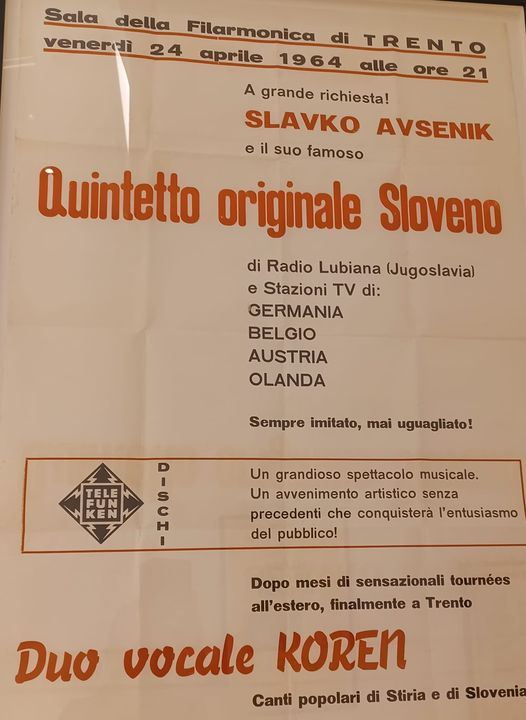 Sala della Filarmonica di TRENTO
venerdì 24 aprile 1964 alle ore 21
A grande richiesta!
SLAVKO AVSENIK
e il suo famoso
Quintetto originale Sloveno
di Radio Lubiana (Jugoslavia)
e Stazioni TV di:
GERMANIA
BELGIO
AUSTRIA
OLANDA
Sempre imitato, mai uguagliato!
TELE
FUN
KEN
DISCHI
Un grandioso spettacolo musicale.
Un avvenimento artistico senza
precedenti che conquisterà l'entusiasmo
del pubblico!
Dopo mesi di sensazionali tournées
all'estero, finalmente a Trento
Duo vocale KOREN
Canti popolari di Stiria e di Slovenia